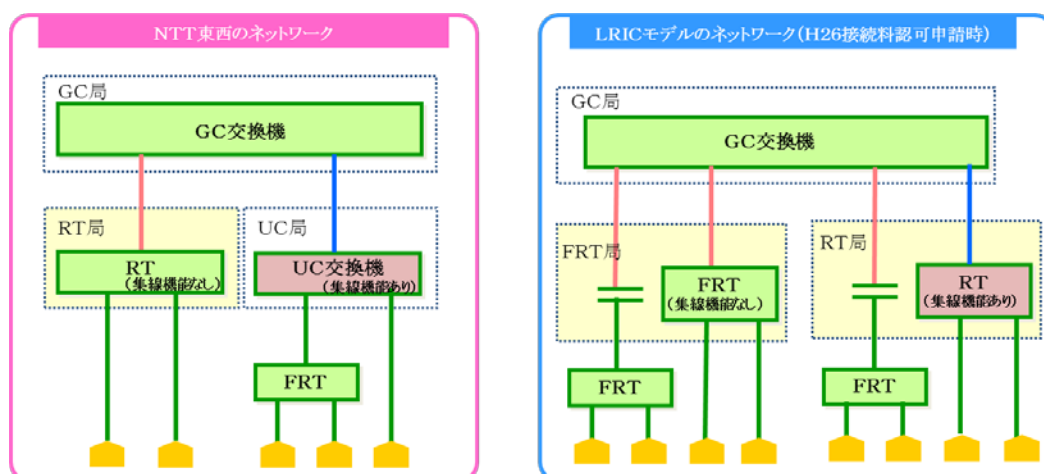 NTT東西のネットワーク
GC局
GC交換機
RT局
RT
(集線機能なし)
UC局
UC交換機
(集線機能あり)
FRT
LRICモデルのネットワーク(H26接続料認可申請時)
GC局
GC交換機
FRT局
FRT
(集線機能なし)
FRT
RT局
RT
(集線機能あり)
FRT